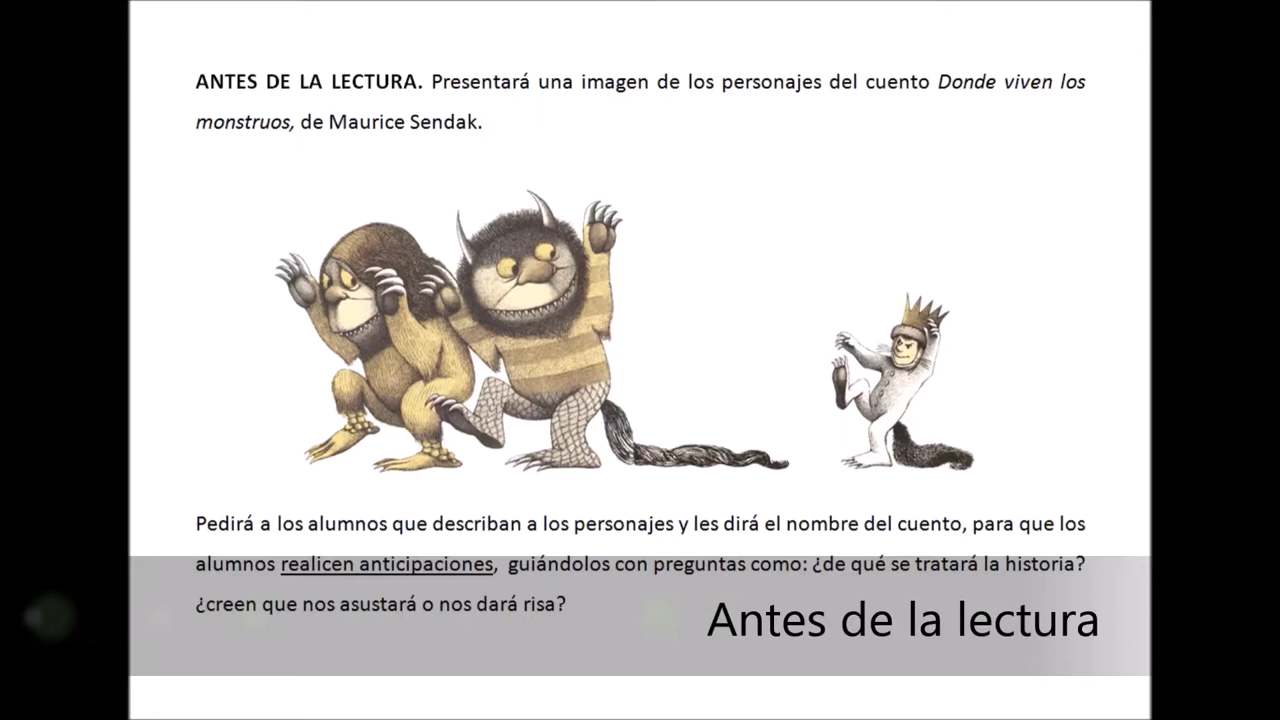 ANTES DE LA LECTURA. Presentará una imagen de los personajes del cuento Donde viven los
monstruos, de Maurice Sendak.
Pedirá a los alumnos que describan a los personajes y les dirá el nombre del cuento, para que los
alumnos realicen anticipaciones, guiándolos con preguntas como: ¿de qué se tratará la historia?
¿creen que nos asustará o nos dará risa?
Antes de la lectura